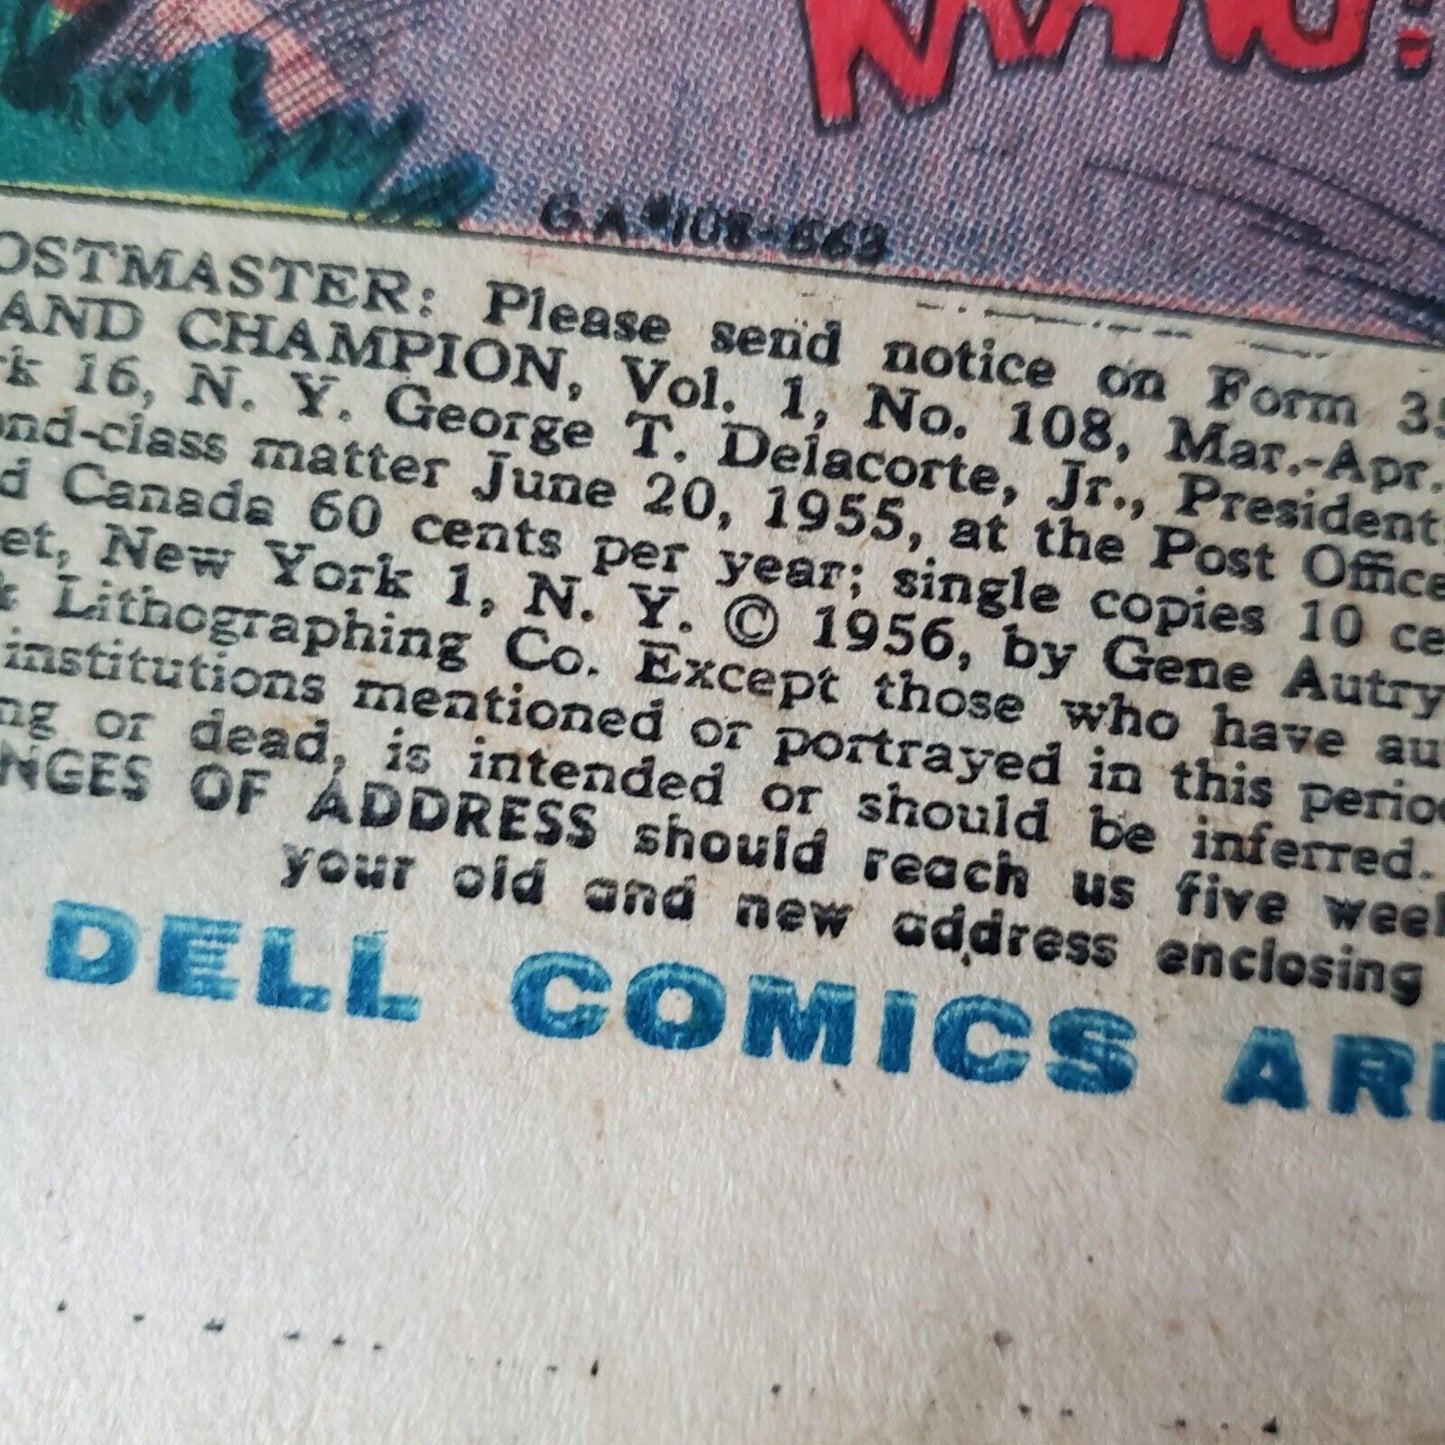 G.A.#108-563
OSTMASTER: Please send notice on Form 35
AND CHAMPION, Vol. 1, No. 108, Mar.-Apr.
rk 16, N. Y. George T. Delacorte, Jr., President
ond-class matter June 20, 1955, at the Post Office
d Canada 60 cents per year; single copies 10 ce
et, New York 1, N. Y. © 1956, by Gene Autry
& Lithographing Co. Except those who have au
institutions mentioned or portrayed in this perio
ng or dead, is intended or should be inferred.
NGES OF ADDRESS should reach us five week
your old and new address enclosing
DELL COMICS AR